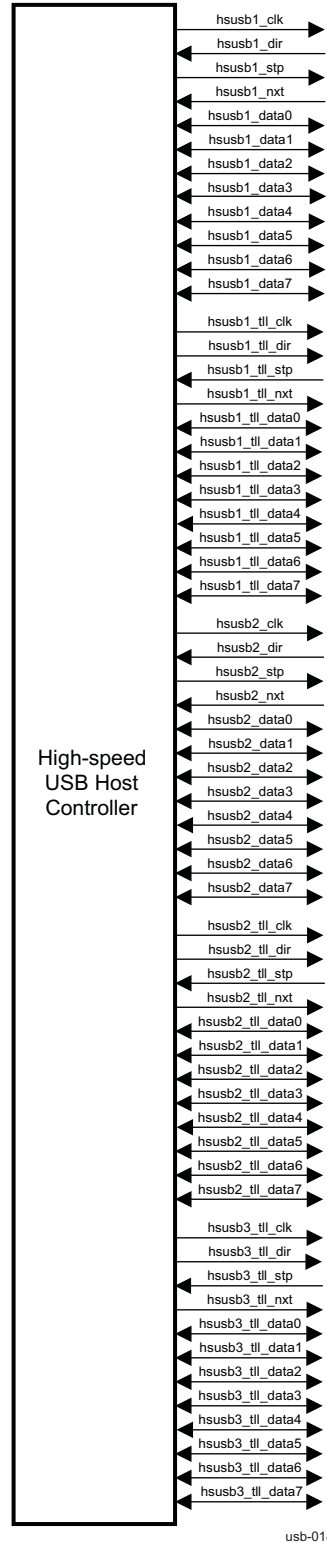 hsusb1_clk
hsusb1_dir
hsusb1_stp
hsusb1_nxt
hsusb1_data0
hsusb1_data1
hsusb1_data2
hsusb1_data3
hsusb1_data4
hsusb1_data5
hsusb1_data6
hsusb1_data7
hsusb1_tll_clk
hsusb1_tll_dir
hsusb1_tll_stp
hsusb1_tll_nxt
hsusb1_tll_data0
hsusb1_tll_data1
hsusb1_tll_data2
hsusb1_tll_data3
hsusb1_tll_data4
hsusb1_tll_data5
hsusb1_tll_data6
hsusb1_tll_data7
hsusb2_clk
hsusb2_dir
hsusb2_stp
hsusb2_nxt
hsusb2_data0
hsusb2_data1
hsusb2_data2
hsusb2_data3
hsusb2_data4
hsusb2_data5
hsusb2_data6
hsusb2_data7
High-speed
USB Host
Controller
hsusb2_tll_clk
hsusb2_tll_dir
hsusb2_tll_stp
hsusb2_tll_nxt
hsusb2_tll_data0
hsusb2_tll_data1
hsusb2_tll_data2
hsusb2_tll_data3
hsusb2_tll_data4
hsusb2_tll_data5
hsusb2_tll_data6
hsusb2_tll_data7
hsusb3_tll_clk
hsusb3_tll_dir
hsusb3_tll_stp
hsusb3_tll_nxt
hsusb3_tll_data0
hsusb3_tll_data1
hsusb3_tll_data2
hsusb3_tll_data3
hsusb3_tll_data4
hsusb3_tll_data5
hsusb3_tll_data6
hsusb3_tll_data7
usb-014